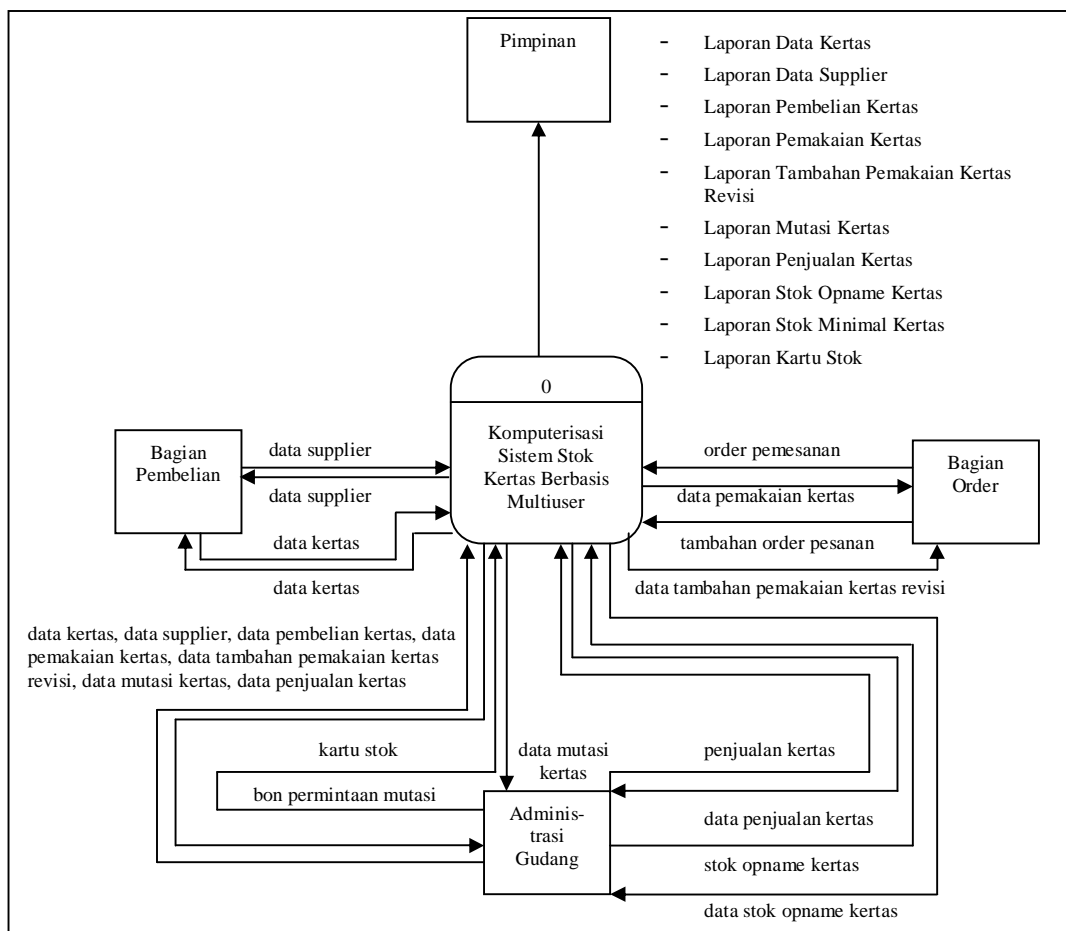 Pimpinan
- Laporan Data Kertas
- Laporan Data Supplier
- Laporan Pembelian Kertas
- Laporan Pemakaian Kertas
- Laporan Tambahan Pemakaian Kertas
Revisi
- Laporan Mutasi Kertas
- Laporan Penjualan Kertas
- Laporan Stok Opname Kertas
- Laporan Stok Minimal Kertas
- Laporan Kartu Stok
0
Komputerisasi
Sistem Stok
Kertas Berbasis
Multiuser
Bagian
Pembelian
data supplier
data supplier
data kertas
data kertas
order pemesanan
data pemakaian kertas
tambahan order pesanan
data tambahan pemakaian kertas revisi
Bagian
Order
data kertas, data supplier, data pembelian kertas, data
pemakaian kertas, data tambahan pemakaian kertas
revisi, data mutasi kertas, data penjualan kertas
kartu stok
bon permintaan mutasi
data mutasi
kertas
penjualan kertas
Adminis-
trasi
Gudang
data penjualan kertas
stok opname kertas
data stok opname kertas